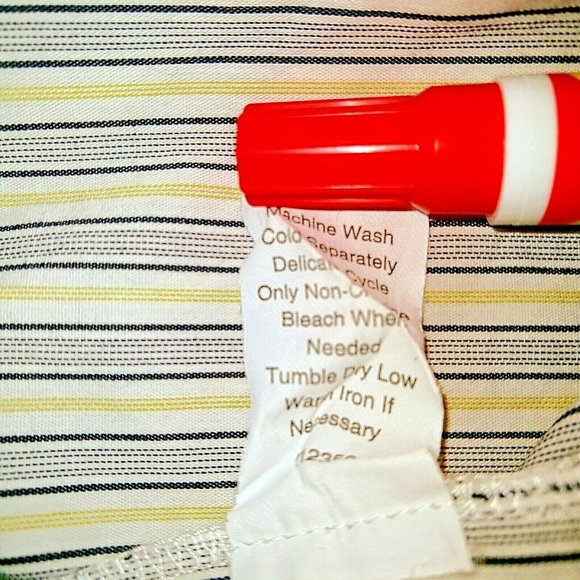 Machine Wash
Cold Separately
Delicate Cycle
Only Non-
Bleach When
Needed
Tumble Dry Low
Warm Iron If
Necessary